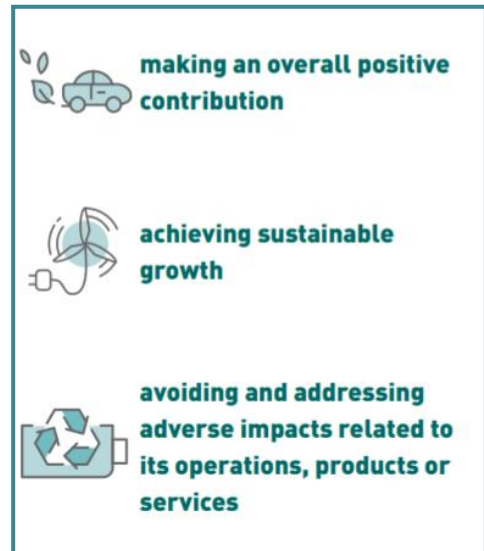 making an overall positive
contribution
achieving sustainable
growth
avoiding and addressing
adverse impacts related to
its operations, products or
services